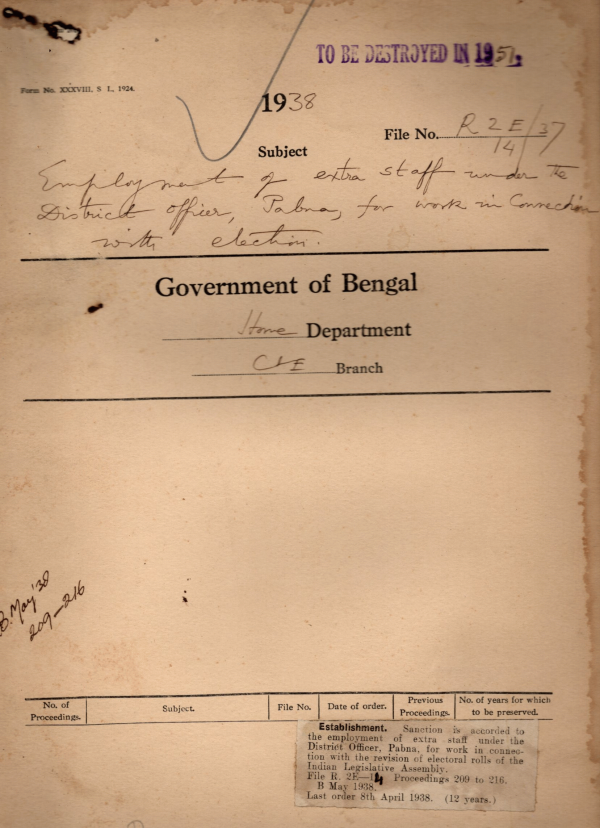 TO BE DESTROYED IN 1951.
Form No. XXXVIII, S. I., 1924.
1938
File No. R 2E/37
14
Subject
Employment of extra staff under the
District Officer, Pabna, for work in Connection
with election.
Government of Bengal
Home Department
C & E Branch
B. May '38
209-216
No. of Proceedings.
Subject.
File No.
Date of order.
Previous Proceedings.
No. of years for which to be preserved.
Establishment. Sanction is accorded to
the employment of extra staff under the
District Officer, Pabna, for work in connec-
tion with the revision of electoral rolls of the
Indian Legislative Assembly.
File R. 2E—14 Proceedings 209 to 216.
B May 1938.
Last order 8th April 1938. (12 years.)